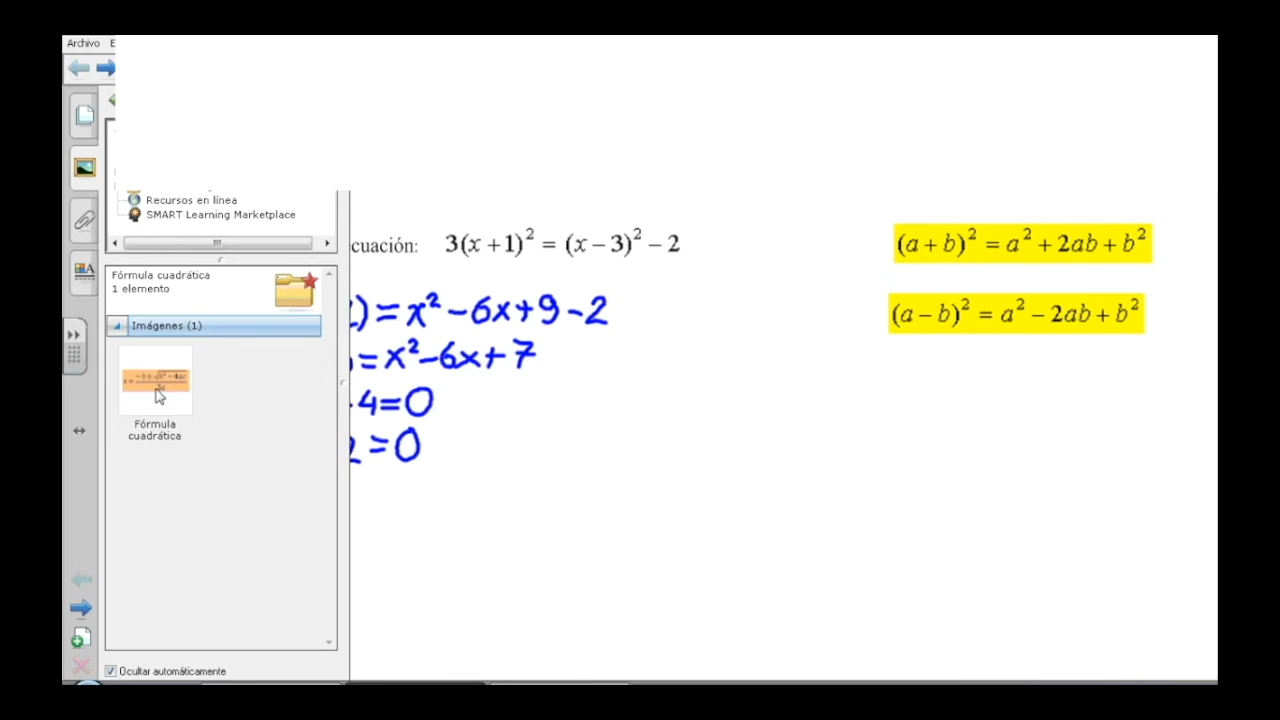 Archivo E
Recursos en línea
SMART Learning Marketplace
Fórmula cuadrática
1 elemento
Imágenes (1)
Fórmula
cuadrática
Ocultar automáticamente
cuación: 3(x + 1)² = (x − 3)² − 2
) = x² − 6x + 9 − 2
= x² − 6x + 7
4 = 0
2 = 0
(a + b)² = a² + 2ab + b²
(a − b)² = a² − 2ab + b²